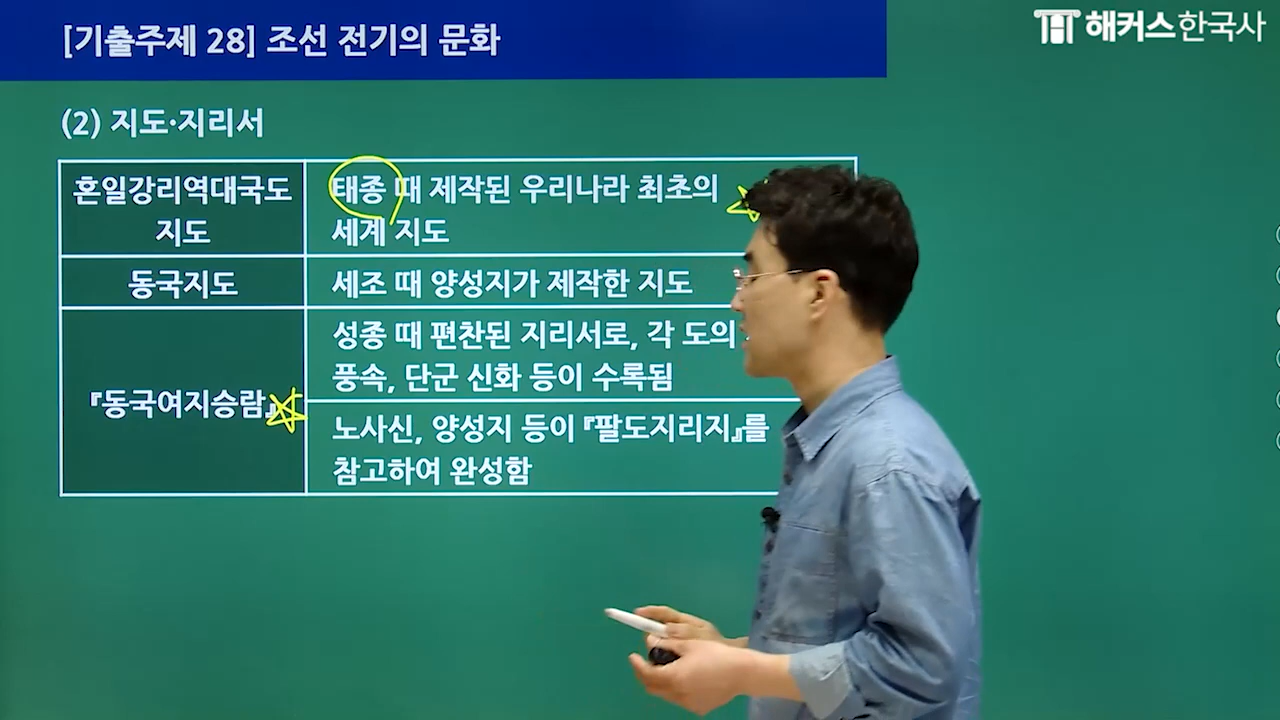 [기출주제 28] 조선 전기의 문화
해커스한국사
(2) 지도·지리서
혼일강리역대국도
지도
태종 때 제작된 우리나라 최초의
세계 지도
동국지도
세조 때 양성지가 제작한 지도
『동국여지승람』
성종 때 편찬된 지리서로, 각 도의
풍속, 단군 신화 등이 수록됨
노사신, 양성지 등이 『팔도지리지』를
참고하여 완성함